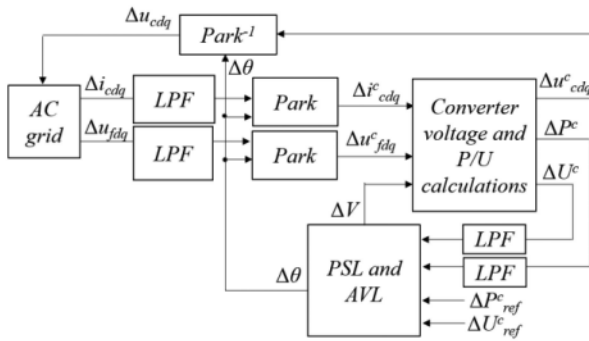 Δu_cdq
Park⁻¹
Δθ
Δi_cdq
LPF
Park
Δi^c_cdq
Δu^c_cdq
AC
grid
Converter
voltage and
P/U
calculations
ΔP^c
Δu_fdq
LPF
Park
Δu^c_fdq
ΔU^c
ΔV
LPF
LPF
Δθ
PSL and
AVL
ΔP^c_ref
ΔU^c_ref